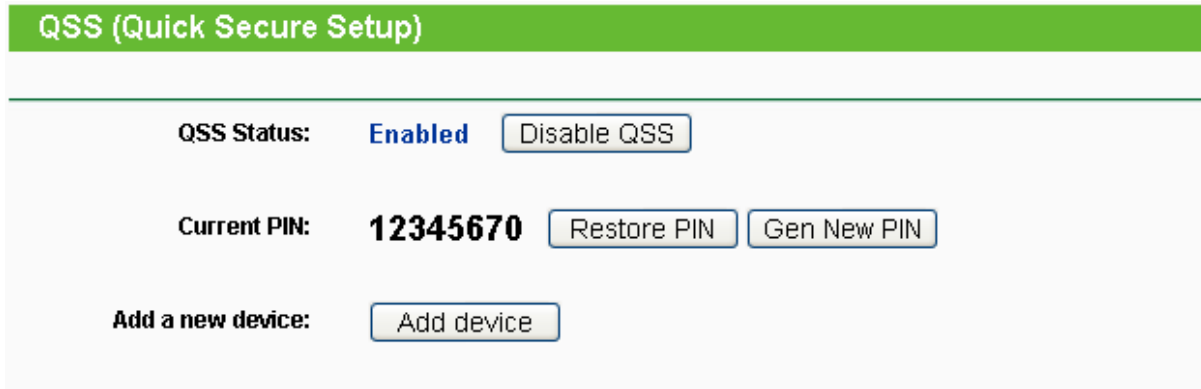 QSS (Quick Secure Setup)
QSS Status: Enabled Disable QSS
Current PIN: 12345670 Restore PIN Gen New PIN
Add a new device: Add device